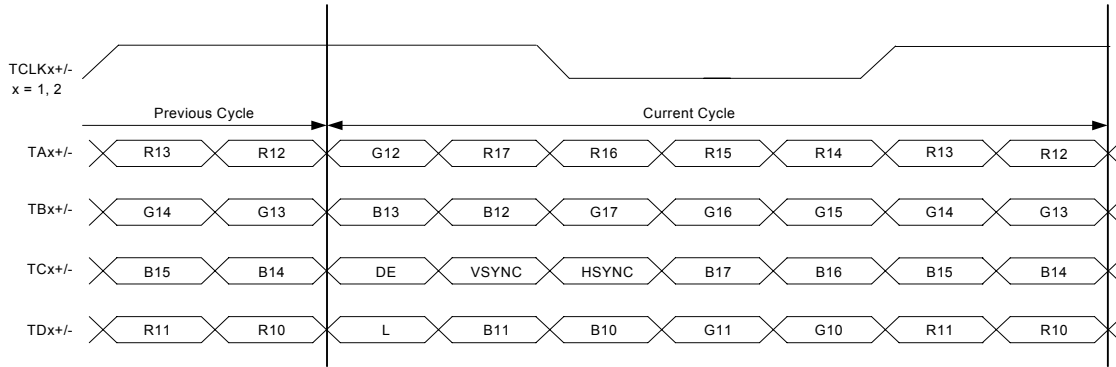 TCLKx+/-
x = 1, 2
Previous Cycle Current Cycle
TAx+/- R13 R12 G12 R17 R16 R15 R14 R13 R12
TBx+/- G14 G13 B13 B12 G17 G16 G15 G14 G13
TCx+/- B15 B14 DE VSYNC HSYNC B17 B16 B15 B14
TDx+/- R11 R10 L B11 B10 G11 G10 R11 R10